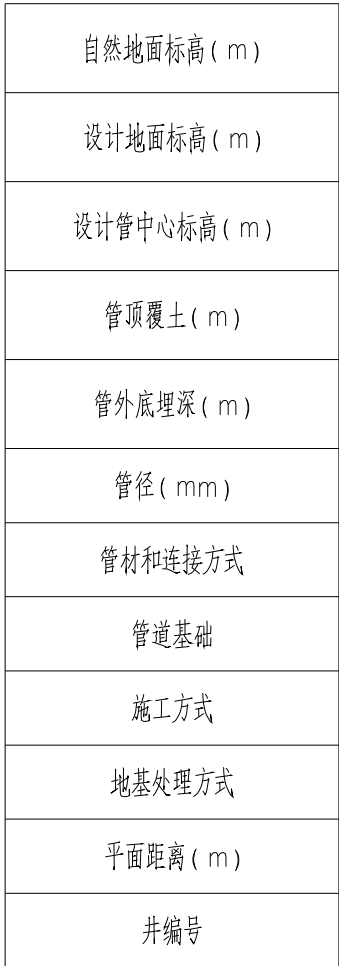 自然地面标高(m)
设计地面标高(m)
设计管中心标高(m)
管顶覆土(m)
管外底埋深(m)
管径(mm)
管材和连接方式
管道基础
施工方式
地基处理方式
平面距离(m)
井编号